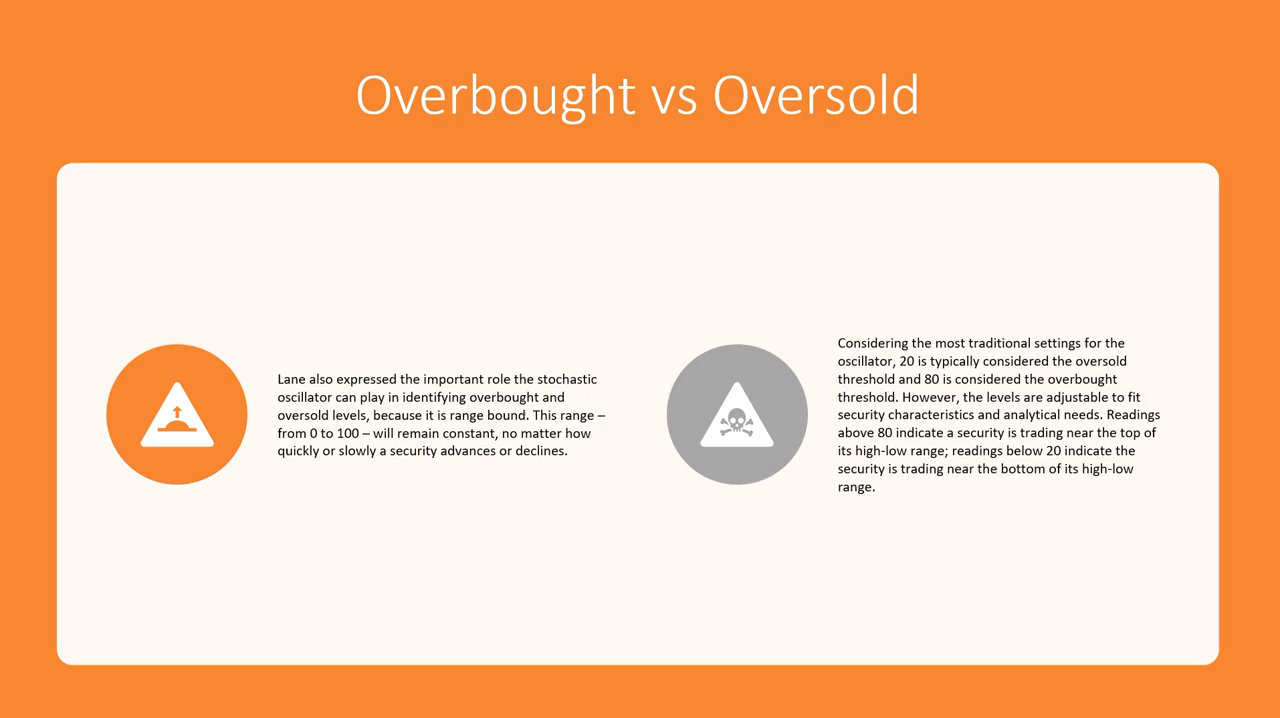 Overbought vs Oversold
Lane also expressed the important role the stochastic
oscillator can play in identifying overbought and
oversold levels, because it is range bound. This range –
from 0 to 100 – will remain constant, no matter how
quickly or slowly a security advances or declines.
Considering the most traditional settings for the
oscillator, 20 is typically considered the oversold
threshold and 80 is considered the overbought
threshold. However, the levels are adjustable to fit
security characteristics and analytical needs. Readings
above 80 indicate a security is trading near the top of
its high-low range; readings below 20 indicate the
security is trading near the bottom of its high-low
range.